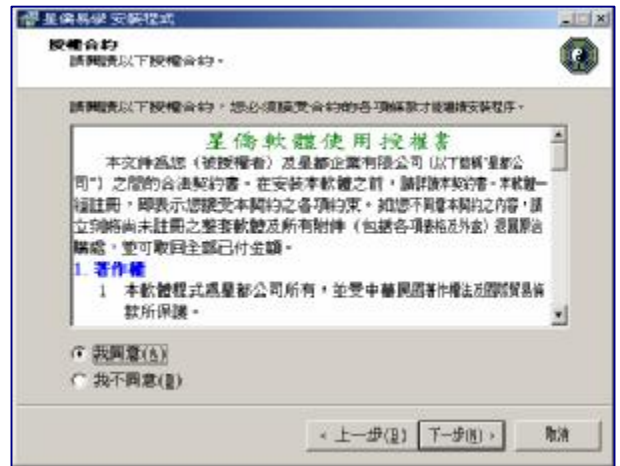 星僑易學 安裝程式
授權合約
請閱讀以下授權合約。
請閱讀以下授權合約，您必須接受合約的各項條款才能繼續安裝程序。
星僑軟體使用授權書
本文件為您（被授權者）及星都企業有限公司（以下簡稱"星都公
司"）之間的合法契約書。在安裝本軟體之前，請詳讀本契約書。本軟體一
經註冊，即表示您接受本契約之各項約束。如您不同意本契約之內容，請
立刻將尚未註冊之整套軟體及所有附件（包括各項表格及外盒）退回原洽
購處，並可取回全部已付金額。
1. 著作權
1 本軟體程式為星都公司所有，並受中華民國著作權法及國際貿易條
款所保護。
我同意(A)
我不同意(D)
< 上一步(B)
下一步(N) >
取消